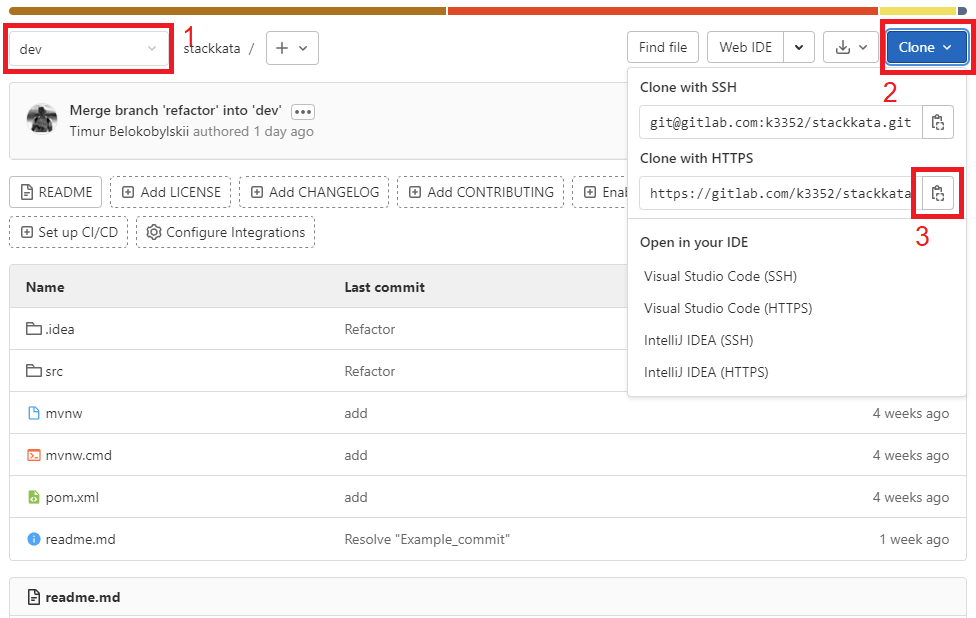 dev
1
stackkata /
Find file
Web IDE
Clone
2
Clone with SSH
git@gitlab.com:k3352/stackkata.git
Clone with HTTPS
https://gitlab.com/k3352/stackkata
3
Open in your IDE
Visual Studio Code (SSH)
Visual Studio Code (HTTPS)
IntelliJ IDEA (SSH)
IntelliJ IDEA (HTTPS)
Merge branch 'refactor' into 'dev'
Timur Belokobylskii authored 1 day ago
README
Add LICENSE
Add CHANGELOG
Add CONTRIBUTING
Set up CI/CD
Configure Integrations
Name Last commit
.idea Refactor
src Refactor
mvnw add 4 weeks ago
mvnw.cmd add 4 weeks ago
pom.xml add 4 weeks ago
readme.md Resolve "Example_commit" 1 week ago
readme.md